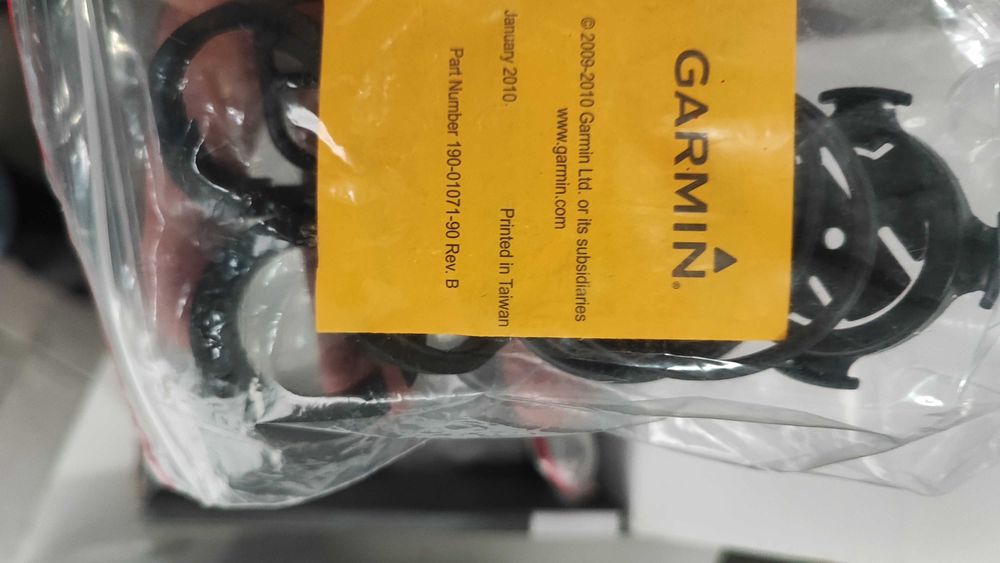 GARMIN®
© 2009-2010 Garmin Ltd. or its subsidiaries
www.garmin.com
January 2010 Printed in Taiwan
Part Number 190-01071-90 Rev. B